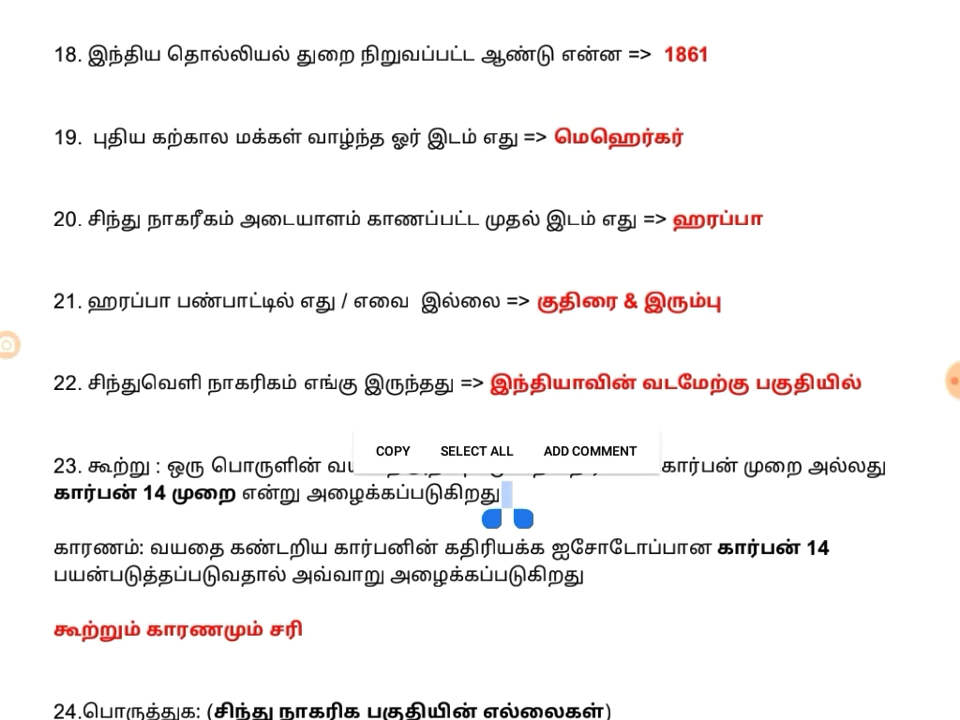 18. இந்திய தொல்லியல் துறை நிறுவப்பட்ட ஆண்டு என்ன => 1861
19. புதிய கற்கால மக்கள் வாழ்ந்த ஓர் இடம் எது => மெஹெர்கர்
20. சிந்து நாகரீகம் அடையாளம் காணப்பட்ட முதல் இடம் எது => ஹரப்பா
21. ஹரப்பா பண்பாட்டில் எது / எவை இல்லை => குதிரை & இரும்பு
22. சிந்துவெளி நாகரிகம் எங்கு இருந்தது => இந்தியாவின் வடமேற்கு பகுதியில்
COPY SELECT ALL ADD COMMENT
23. கூற்று : ஒரு பொருளின் கார்பன் முறை அல்லது
கார்பன் 14 முறை என்று அழைக்கப்படுகிறது
காரணம்: வயதை கண்டறிய கார்பனின் கதிரியக்க ஐசோடோப்பான கார்பன் 14
பயன்படுத்தப்படுவதால் அவ்வாறு அழைக்கப்படுகிறது
கூற்றும் காரணமும் சரி
24.பொருத்துக: (சிந்து நாகரிக பகுதியின் எல்லைகள்)